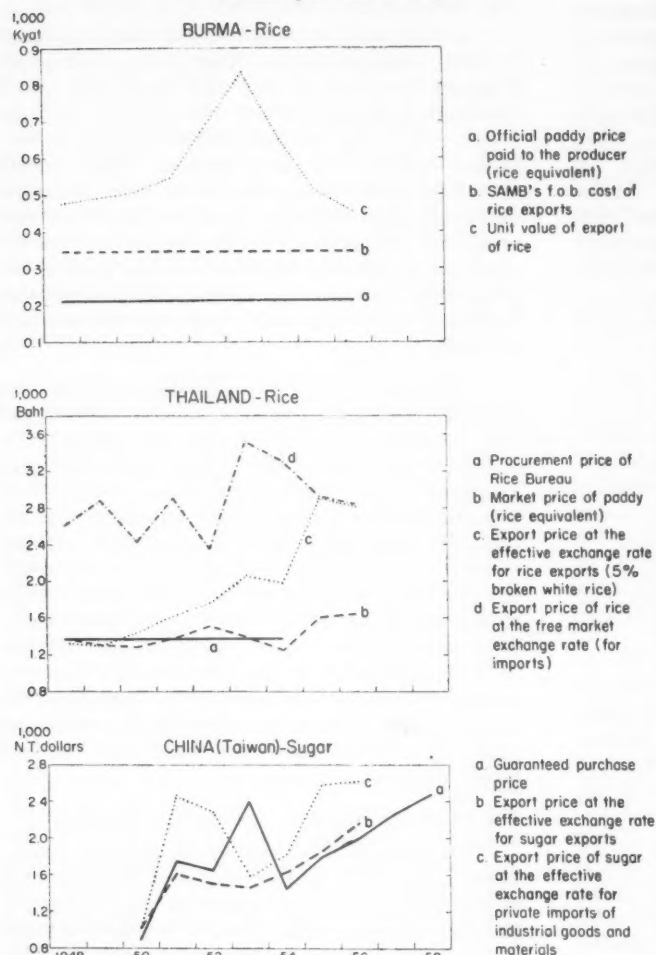 BURMA - Rice
1,000
Kyat
0.9
0.8
0.7
0.6
0.5
0.4
0.3
0.2
0.1
c
b
a
a. Official paddy price
paid to the producer
(rice equivalent)
b. SAMB's f.o.b. cost of
rice exports
c. Unit value of export
of rice
THAILAND - Rice
1,000
Baht
3.6
3.2
2.8
2.4
2.0
1.6
1.2
0.8
d
c
b
a
a Procurement price of
Rice Bureau
b Market price of paddy
(rice equivalent)
c. Export price at the
effective exchange rate
for rice exports (5%
broken white rice)
d Export price of rice
at the free market
exchange rate (for
imports)
CHINA (Taiwan)-Sugar
1,000
N.T. dollars
2.8
2.4
2.0
1.6
1.2
0.8
c
a
b
a. Guaranteed purchase
price
b Export price at the
effective exchange rate
for sugar exports
c. Export price of sugar
at the effective
exchange rate for
private imports of
industrial goods and
materials